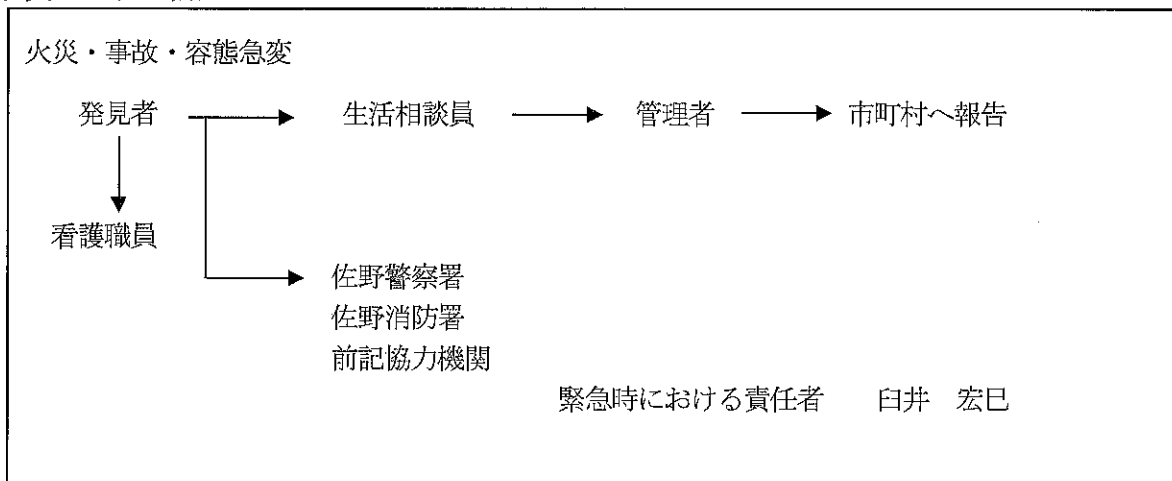 火災・事故・容態急変
発見者 生活相談員 管理者 市町村へ報告
看護職員
佐野警察署
佐野消防署
前記協力機関
緊急時における責任者 臼井 宏巳